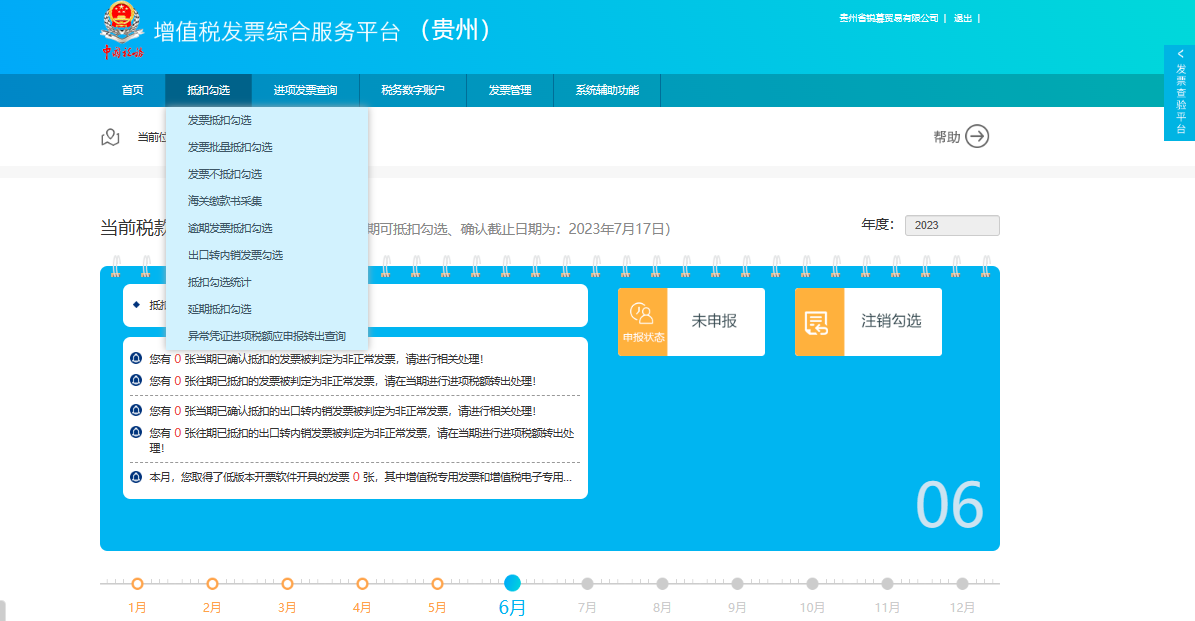 增值税发票综合服务平台 （贵州）
退出 |
中国税务
< 发票查验平台
首页 抵扣勾选 进项发票查询 税务数字账户 发票管理 系统辅助功能
发票抵扣勾选
当前位
帮助
发票批量抵扣勾选
发票不抵扣勾选
海关缴款书采集
逾期发票抵扣勾选
出口转内销发票勾选
抵扣勾选统计
延期抵扣勾选
异常凭证进项税额应申报转出查询
当前税款
期可抵扣勾选、确认截止日期为：2023年7月17日）
年度： 2023
抵扣
申报状态
未申报
注销勾选
您有 0 张当期已确认抵扣的发票被判定为非正常发票，请进行相关处理！
您有 0 张往期已抵扣的发票被判定为非正常发票，请在当期进行进项税额转出处理！
您有 0 张当期已确认抵扣的出口转内销发票被判定为非正常发票，请进行相关处理！
您有 0 张往期已抵扣的出口转内销发票被判定为非正常发票，请在当期进行进项税额转出处
理！
本月，您取得了低版本开票软件开具的发票 0 张，其中增值税专用发票和增值税电子专用...
06
1月 2月 3月 4月 5月 6月 7月 8月 9月 10月 11月 12月